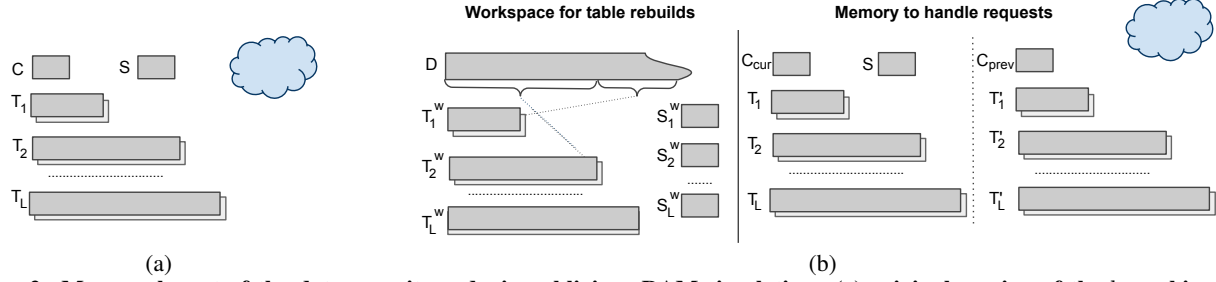 Workspace for table rebuilds
Memory to handle requests
C
S
T1
T2
TL
(a)
D
T1w
T2w
TLw
S1w
S2w
SLw
Ccur
S
T1
T2
TL
Cprev
T'1
T'2
T'L
(b)